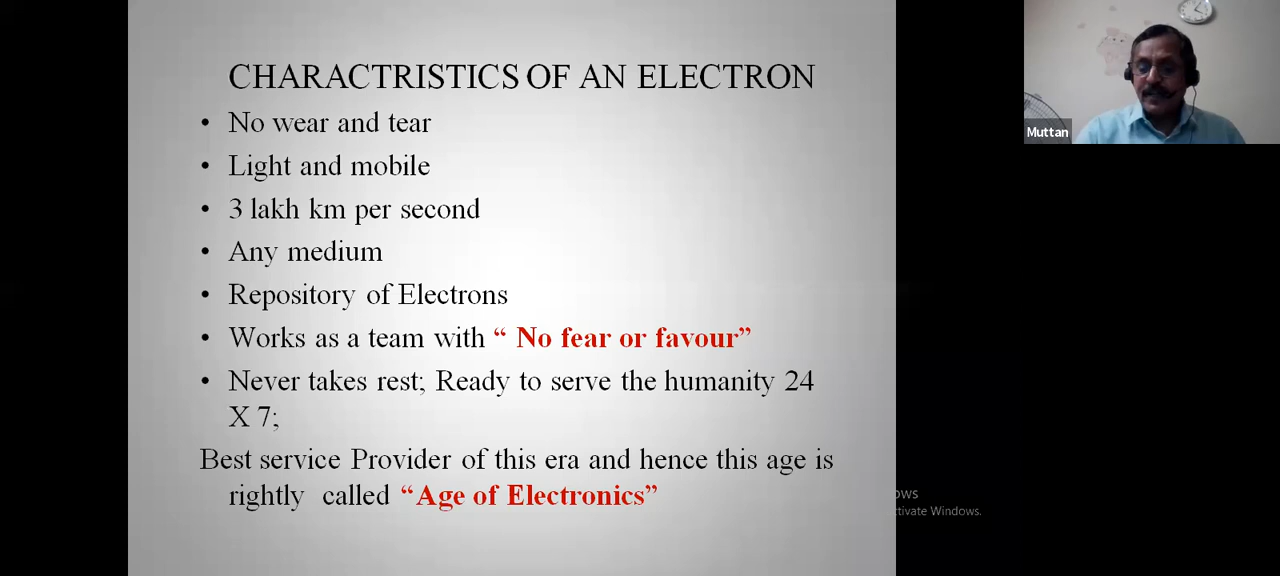 CHARACTRISTICS OF AN ELECTRON
• No wear and tear
• Light and mobile
• 3 lakh km per second
• Any medium
• Repository of Electrons
• Works as a team with “ No fear or favour”
• Never takes rest; Ready to serve the humanity 24
X 7;
Best service Provider of this era and hence this age is
rightly called “Age of Electronics”
Muttan
ctivate Windows.